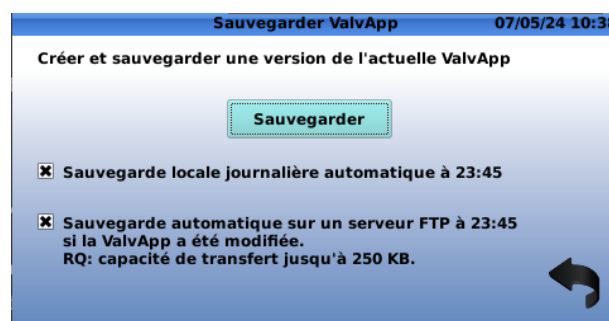 Sauvegarder ValvApp 07/05/24 10:38
Créer et sauvegarder une version de l'actuelle ValvApp
Sauvegarder
Sauvegarde locale journalière automatique à 23:45
Sauvegarde automatique sur un serveur FTP à 23:45
si la ValvApp a été modifiée.
RQ: capacité de transfert jusqu'à 250 KB.